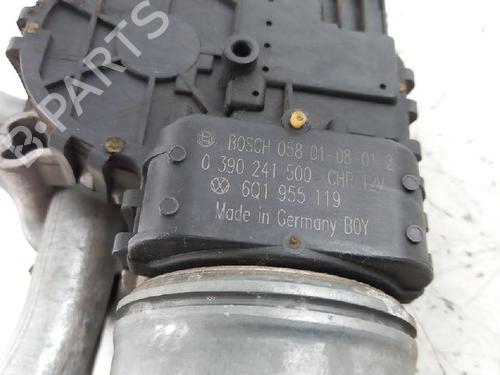 B-PARTS
BOSCH 058 01-08-01 2
0 390 241 500 CHP 12V
6Q1 955 119
Made in Germany BOY